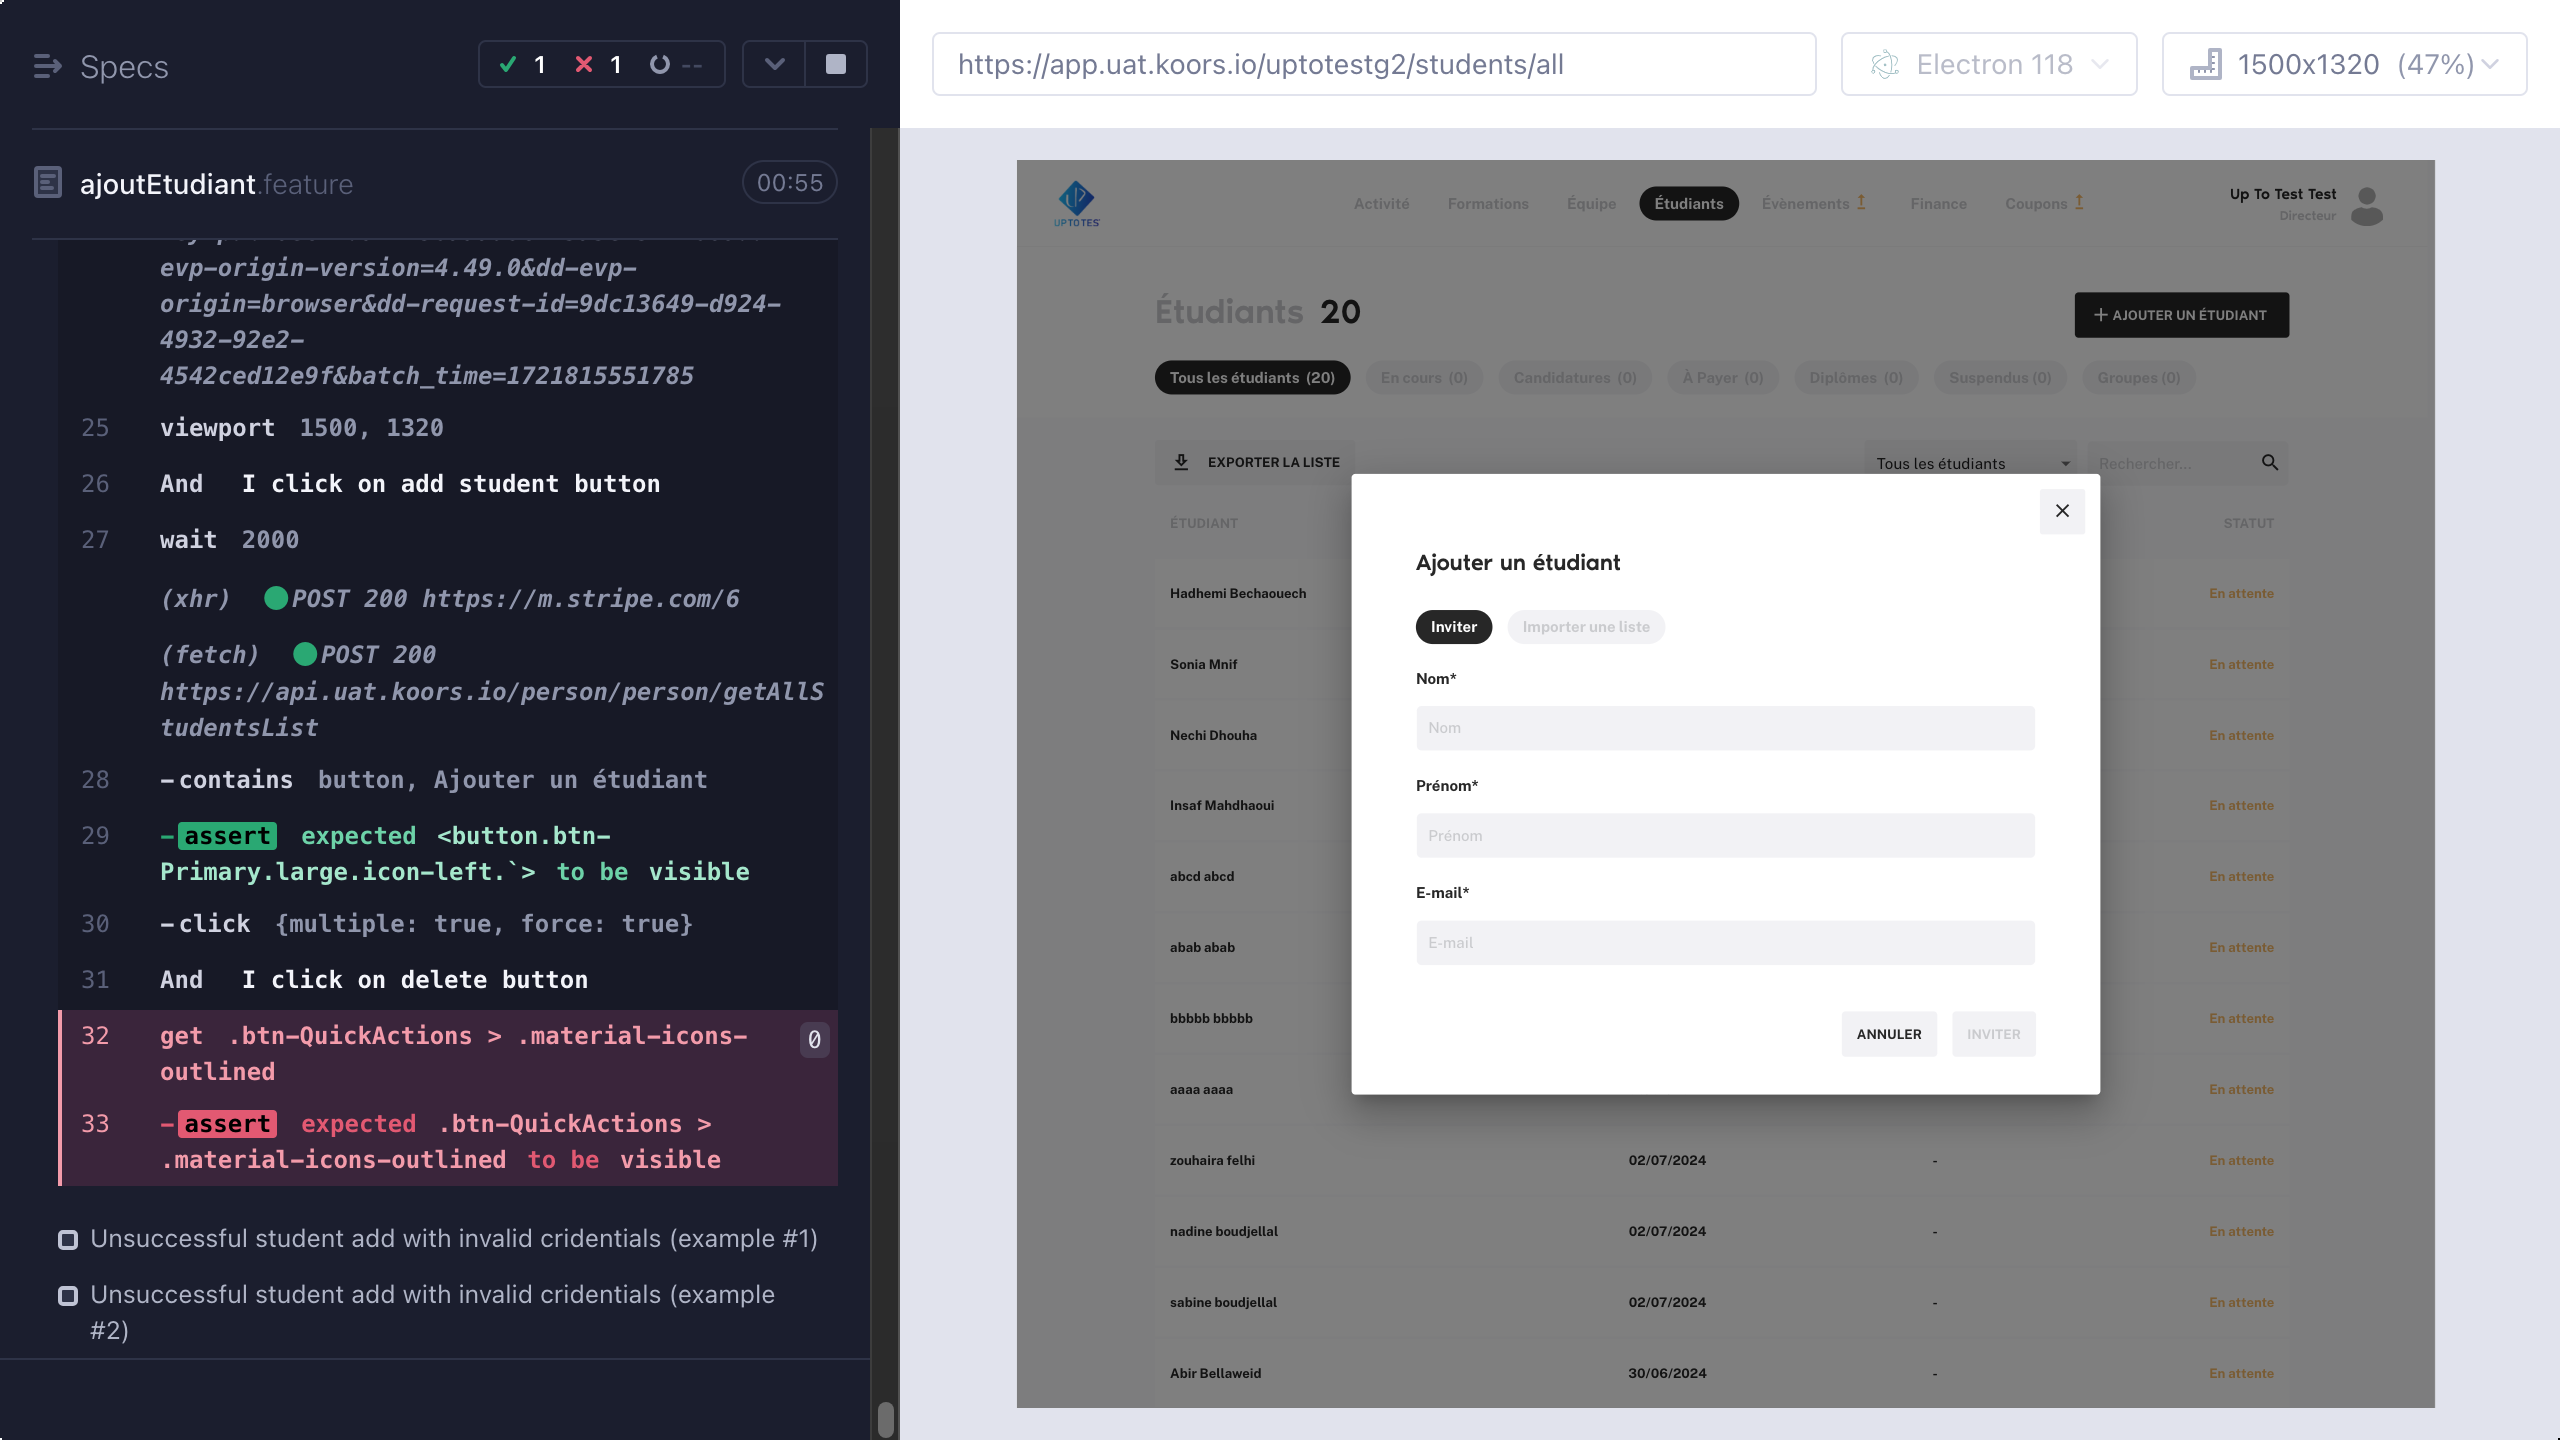 Specs
1
1
--
ajoutEtudiant.feature
00:55
evp-origin-version=4.49.0&dd-evp-
origin=browser&dd-request-id=9dc13649-d924-
4932-92e2-
4542ced12e9f&batch_time=1721815551785
25 viewport 1500, 1320
26 And I click on add student button
27 wait 2000
(xhr) POST 200 https://m.stripe.com/6
(fetch) POST 200
https://api.uat.koors.io/person/person/getAllS
tudentsList
28 -contains button, Ajouter un étudiant
29 -assert expected <button.btn-
Primary.large.icon-left.`> to be visible
30 -click {multiple: true, force: true}
31 And I click on delete button
32 get .btn-QuickActions > .material-icons-
outlined
0
33 -assert expected .btn-QuickActions >
.material-icons-outlined to be visible
Unsuccessful student add with invalid cridentials (example #1)
Unsuccessful student add with invalid cridentials (example
#2)
https://app.uat.koors.io/uptotestg2/students/all
Electron 118
1500x1320 (47%)
UPTOTES
Activité
Formations
Équipe
Étudiants
Évènements
Finance
Coupons
Up To Test Test
Directeur
Étudiants 20
+ AJOUTER UN ÉTUDIANT
Tous les étudiants (20)
En cours (0)
Candidatures (0)
À Payer (0)
Diplômes (0)
Suspendus (0)
Groupes (0)
EXPORTER LA LISTE
Tous les étudiants
Rechercher...
ÉTUDIANT
STATUT
Hadhemi Bechaouech
En attente
Sonia Mnif
En attente
Nechi Dhouha
En attente
Insaf Mahdhaoui
En attente
abcd abcd
En attente
abab abab
En attente
bbbbb bbbbb
En attente
aaaa aaaa
En attente
zouhaira felhi
02/07/2024
-
En attente
nadine boudjellal
02/07/2024
-
En attente
sabine boudjellal
02/07/2024
-
En attente
Abir Bellaweid
30/06/2024
-
En attente
Ajouter un étudiant
Inviter
Importer une liste
Nom*
Nom
Prénom*
Prénom
E-mail*
E-mail
ANNULER
INVITER